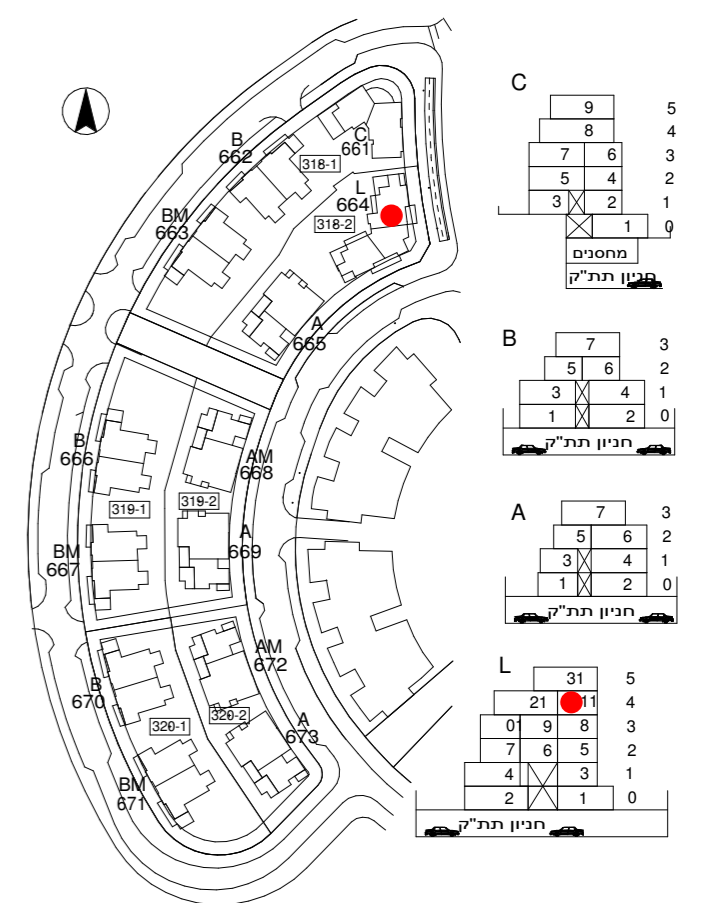 C
9 5
8 4
7 6 3
5 4 2
3 2 1
1 0
מחסנים
חניון תת"ק
B
7 3
5 6 2
3 4 1
1 2 0
חניון תת"ק
A
7 3
5 6 2
3 4 1
1 2 0
חניון תת"ק
L
31 5
21 11 4
01 9 8 3
7 6 5 2
4 3 1
2 1 0
חניון תת"ק
C
661
B
662
318-1
L
664
BM
663
318-2
A
665
B
666
AM
668
319-1
319-2
A
669
BM
667
AM
672
B
670
320-1
320-2
A
673
BM
671